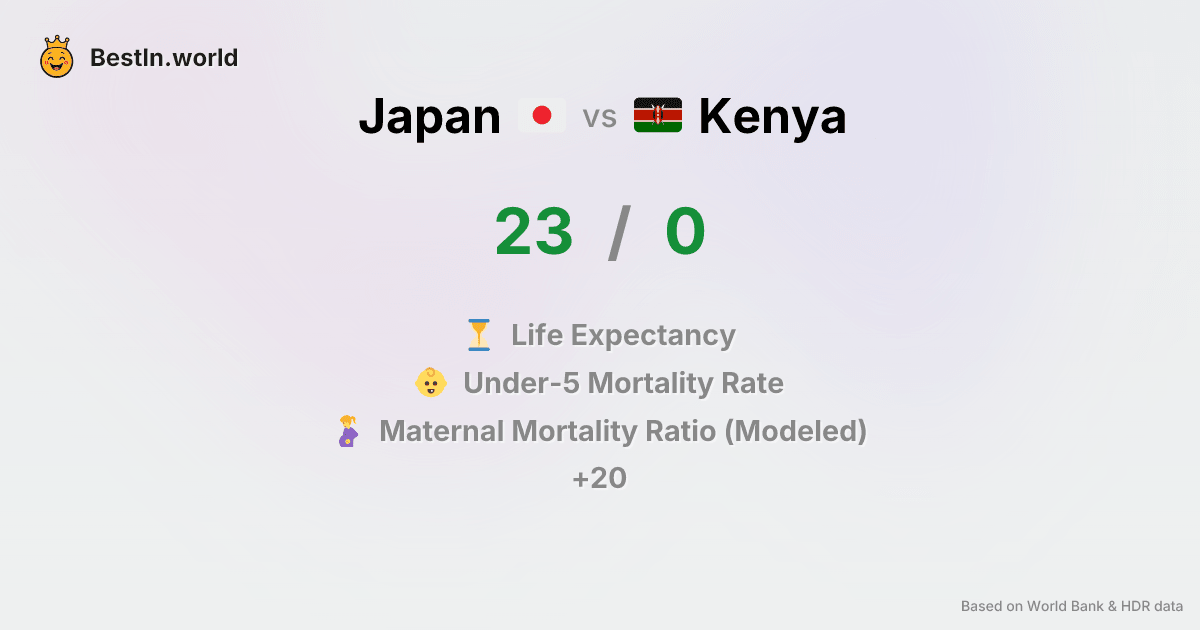 BestIn.world
Japan vs Kenya
23 / 0
Life Expectancy
Under-5 Mortality Rate
Maternal Mortality Ratio (Modeled)
+20
Based on World Bank & HDR data